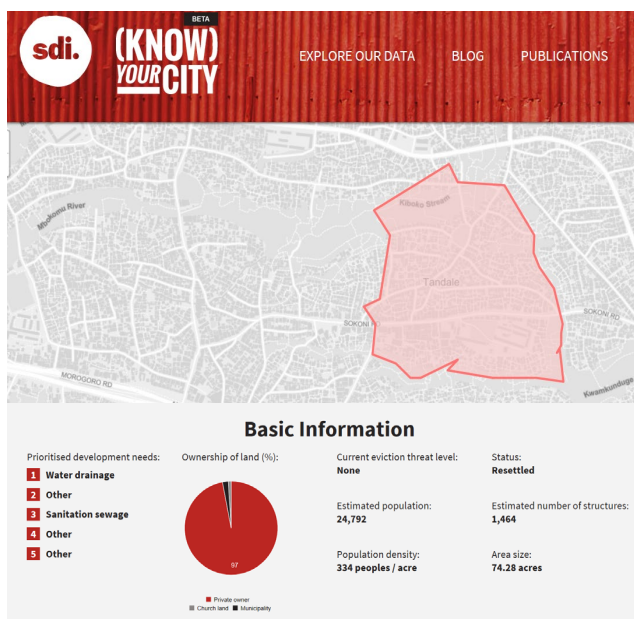 BETA
sdi.
(KNOW)
YOUR CITY
EXPLORE OUR DATA
BLOG
PUBLICATIONS
Mbokomu River
Kiboko Stream
Tandale
SOKONI RD
SOKONI RD
MOROGORO RD
Kwamkunduge
Basic Information
Prioritised development needs:
1 Water drainage
2 Other
3 Sanitation sewage
4 Other
5 Other
Ownership of land (%):
97
Private owner
Church land Municipality
Current eviction threat level:
None
Status:
Resettled
Estimated population:
24,792
Estimated number of structures:
1,464
Population density:
334 peoples / acre
Area size:
74.28 acres